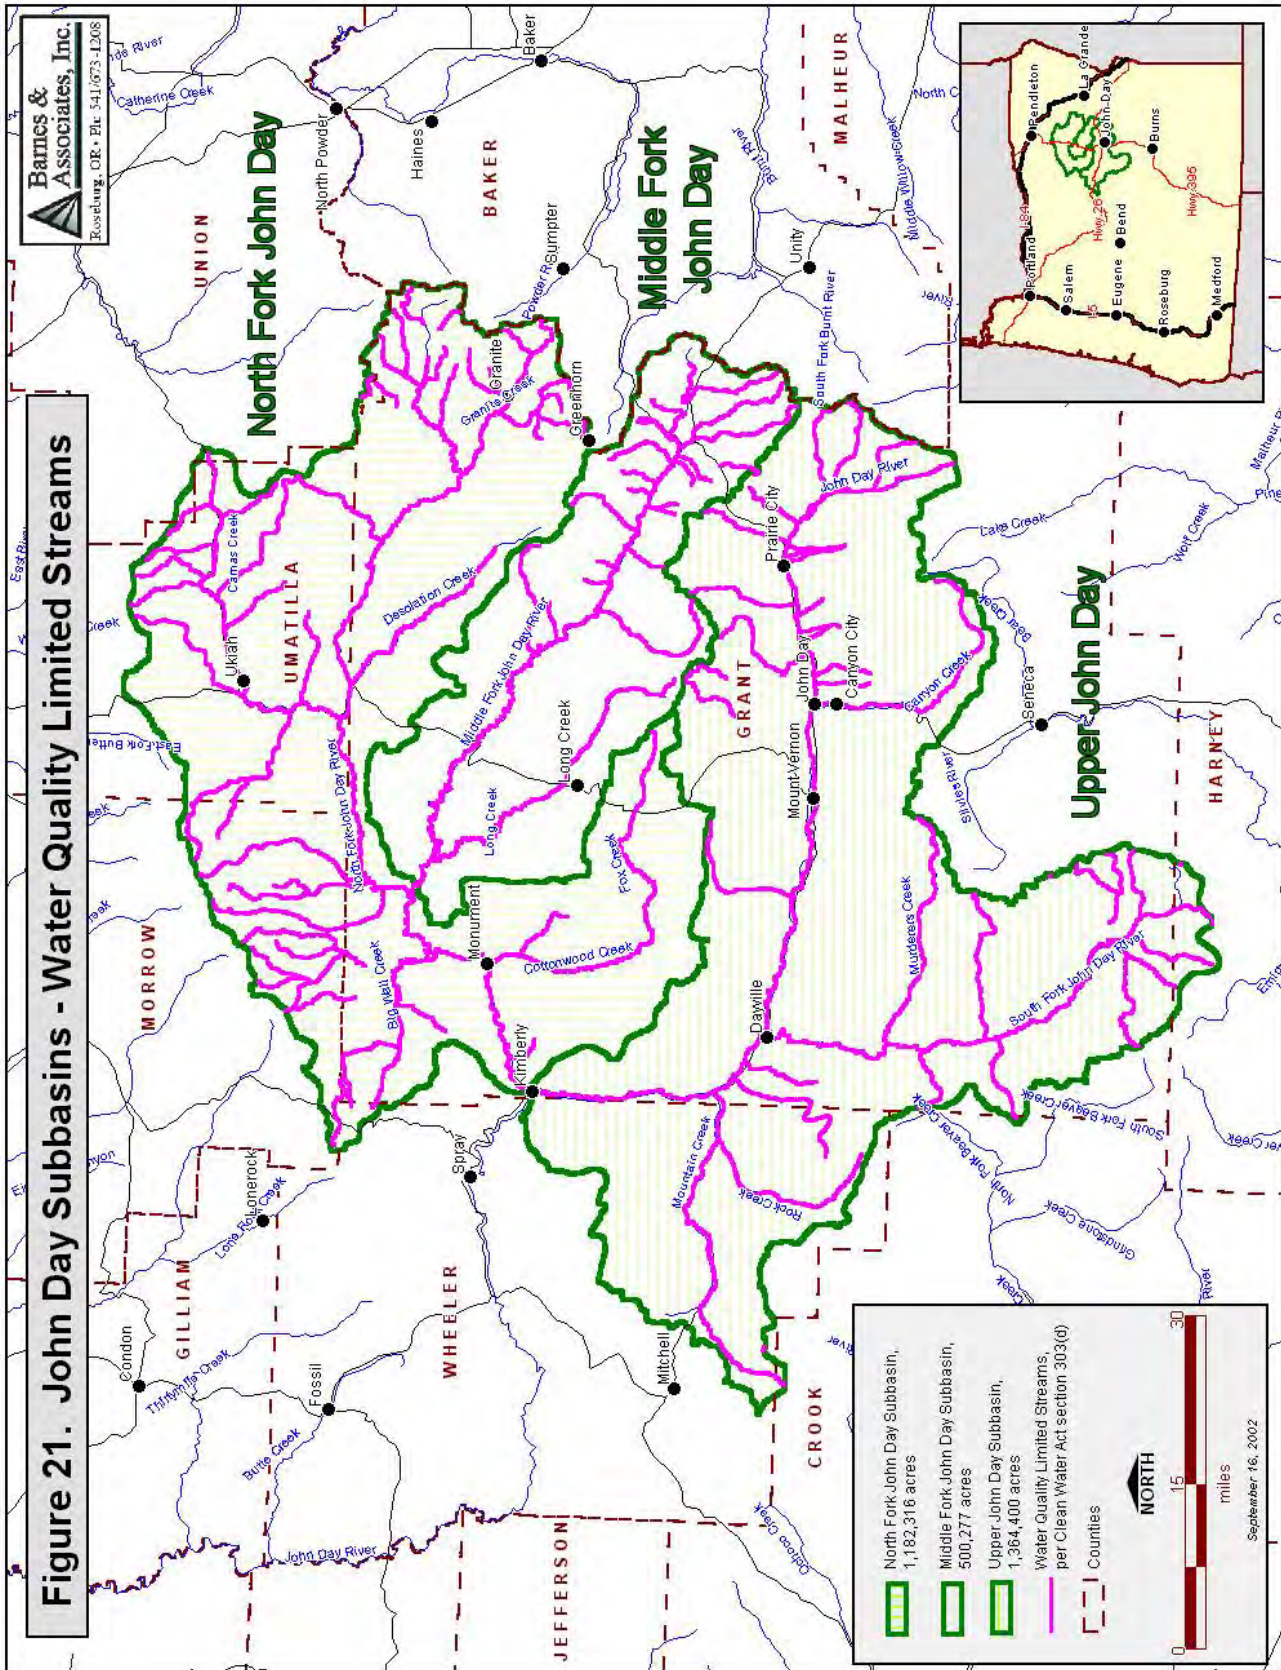 Figure 21.  John Day Subbasins - Water Quality Limited Streams
Barnes &
Associates, Inc.
Roseburg, OR • Ph: 541/673-1208
North Fork John Day
Middle Fork
John Day
Upper John Day
UNION
BAKER
MALHEUR
UMATILLA
MORROW
GRANT
HARNEY
GILLIAM
WHEELER
CROOK
JEFFERSON
North Powder
Haines
Baker
Sumpter
Unity
Granite
Greenhorn
Ukiah
Prairie City
John Day
Canyon City
Mount Vernon
Long Creek
Seneca
Monument
Kimberly
Dayville
Spray
Lonerock
Condon
Fossil
Mitchell
Catherine Creek
Burnt River
South Fork Burnt River
Middle Willow Creek
Granite Creek
Camas Creek
Desolation Creek
Middle Fork John Day River
North Fork John Day River
John Day River
Lake Creek
Wolf Creek
Bear Creek
Canyon Creek
Silvies River
Long Creek
Fox Creek
Cottonwood Creek
Big Wall Creek
Murderers Creek
South Fork John Day River
South Fork Beaver Creek
North Fork Beaver Creek
Grindstone Creek
Mountain Creek
Rock Creek
Thirtymile Creek
Butte Creek
John Day River
Ochoco Creek
River
River
River
Creek
Creek
North Fork John Day Subbasin,
1,182,316 acres
Middle Fork John Day Subbasin,
500,277 acres
Upper John Day Subbasin,
1,364,400 acres
Water Quality Limited Streams,
per Clean Water Act section 303(d)
Counties
NORTH
0
15
30
miles
September 16, 2002
Portland
I-84
Pendleton
La Grande
Salem
I-5
Eugene
Bend
Hwy 26
John Day
Burns
Hwy 395
Roseburg
Medford